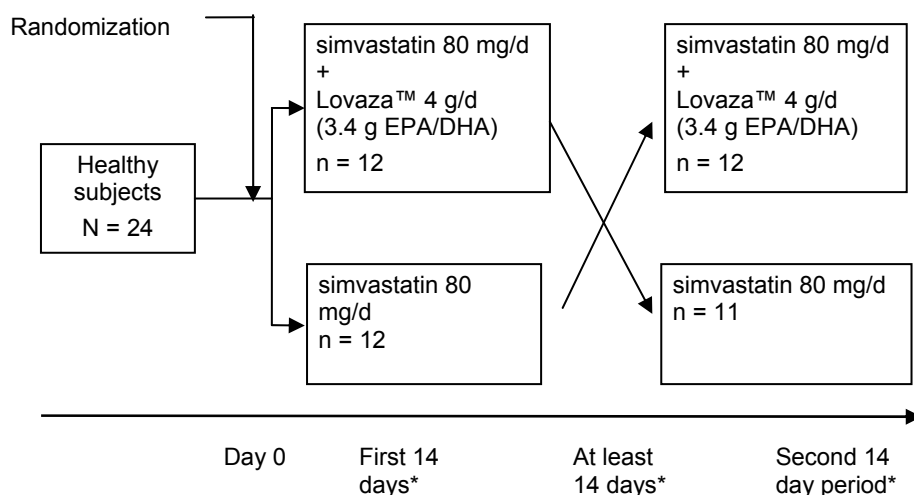 Randomization
Healthy
subjects
N = 24
simvastatin 80 mg/d
+
Lovaza™ 4 g/d
(3.4 g EPA/DHA)
n = 12
simvastatin 80
mg/d
n = 12
simvastatin 80 mg/d
+
Lovaza™ 4 g/d
(3.4 g EPA/DHA)
n = 12
simvastatin 80 mg/d
n = 11
Day 0
First 14
days*
At least
14 days*
Second 14
day period*